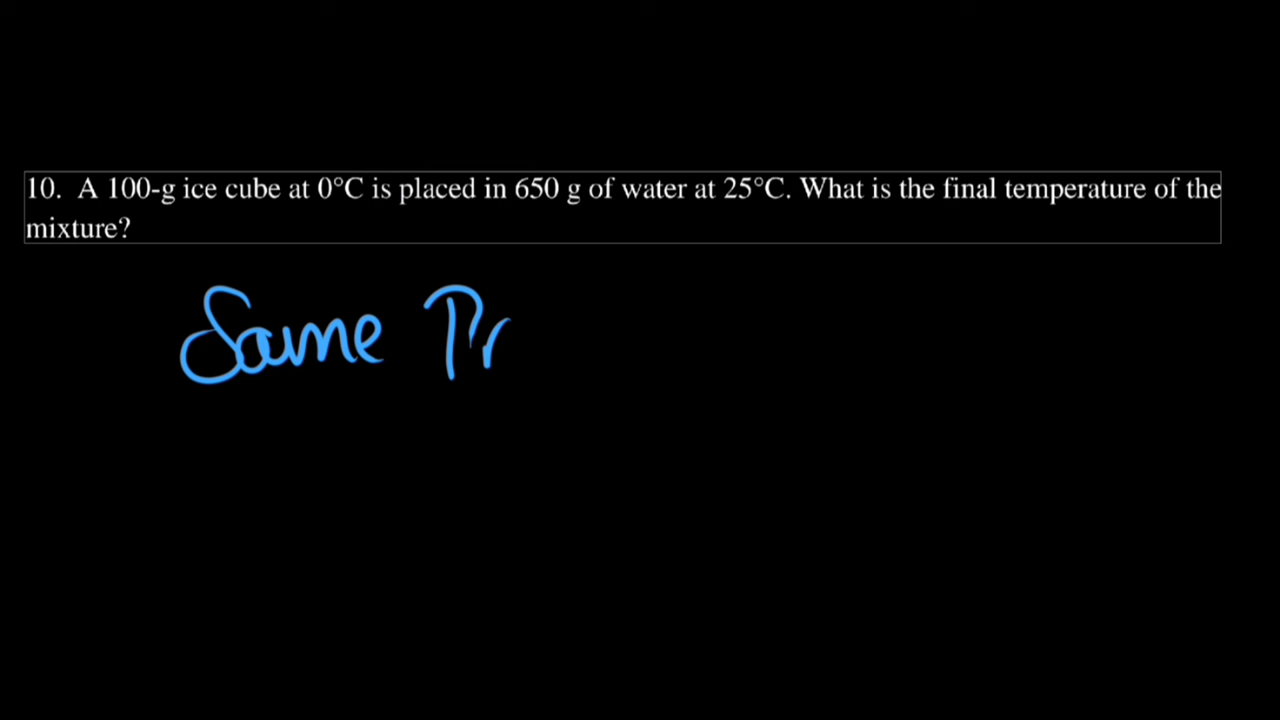 10. A 100-g ice cube at 0°C is placed in 650 g of water at 25°C. What is the final temperature of the
mixture?
Same Pr